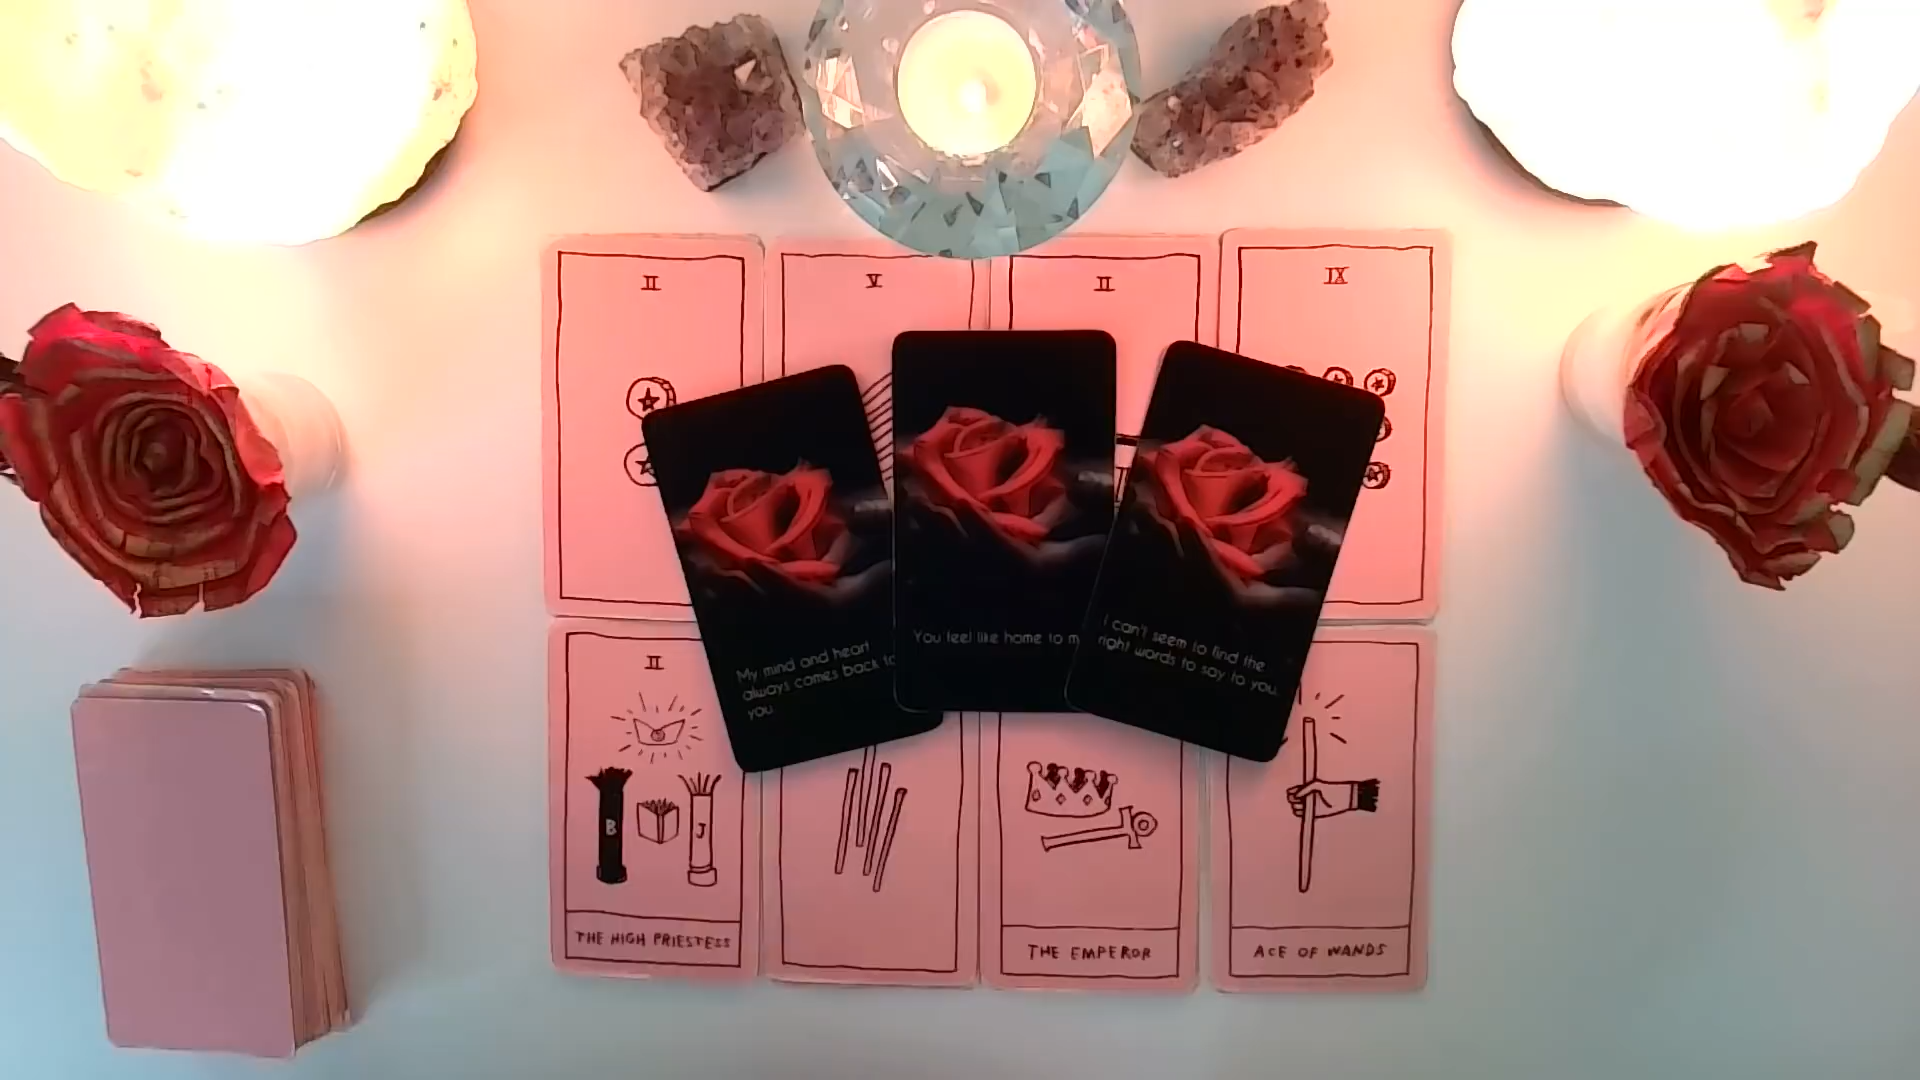 II
V
II
IX
My mind and heart
always comes back to
you.
You feel like home to m
I can't seem to find the
right words to say to you.
II
B
J
THE HIGH PRIESTESS
THE EMPEROR
ACE OF WANDS